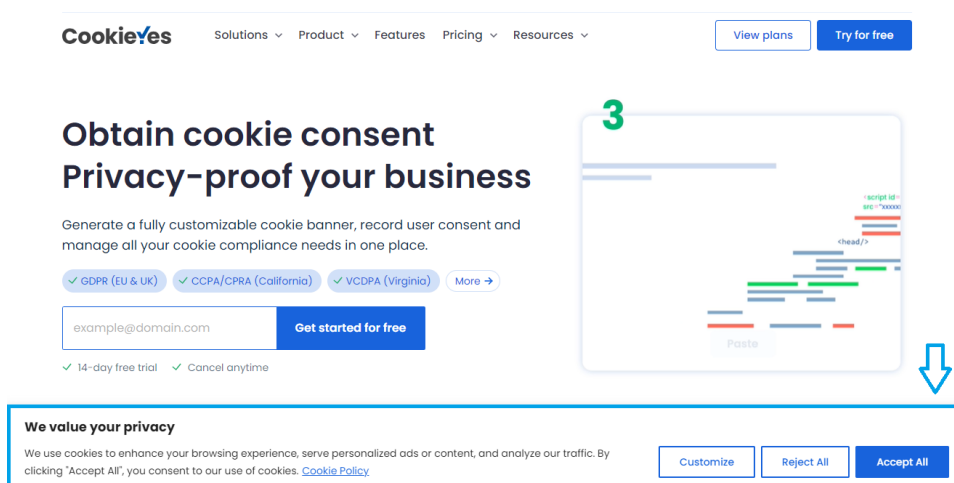 CookieYes
Solutions Product Features Pricing Resources View plans Try for free
Obtain cookie consent
Privacy-proof your business
Generate a fully customizable cookie banner, record user consent and
manage all your cookie compliance needs in one place.
✓ GDPR (EU & UK) ✓ CCPA/CPRA (California) ✓ VCDPA (Virginia) More →
example@domain.com Get started for free
✓ 14-day free trial ✓ Cancel anytime
3
<script id=
src="xxxxx
<head/>
Paste
We value your privacy
We use cookies to enhance your browsing experience, serve personalized ads or content, and analyze our traffic. By
clicking "Accept All", you consent to our use of cookies. Cookie Policy
Customize Reject All Accept All